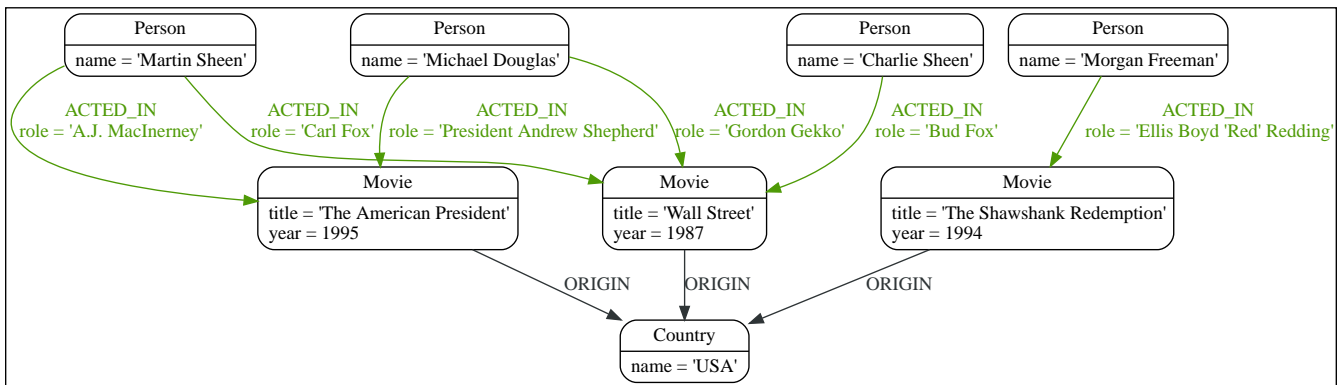 Person
name = 'Martin Sheen'
Person
name = 'Michael Douglas'
Person
name = 'Charlie Sheen'
Person
name = 'Morgan Freeman'
ACTED_IN
role = 'A.J. MacInerney'
ACTED_IN
role = 'Carl Fox'
ACTED_IN
role = 'President Andrew Shepherd'
ACTED_IN
role = 'Gordon Gekko'
ACTED_IN
role = 'Bud Fox'
ACTED_IN
role = 'Ellis Boyd 'Red' Redding'
Movie
title = 'The American President'
year = 1995
Movie
title = 'Wall Street'
year = 1987
Movie
title = 'The Shawshank Redemption'
year = 1994
ORIGIN
ORIGIN
ORIGIN
Country
name = 'USA'